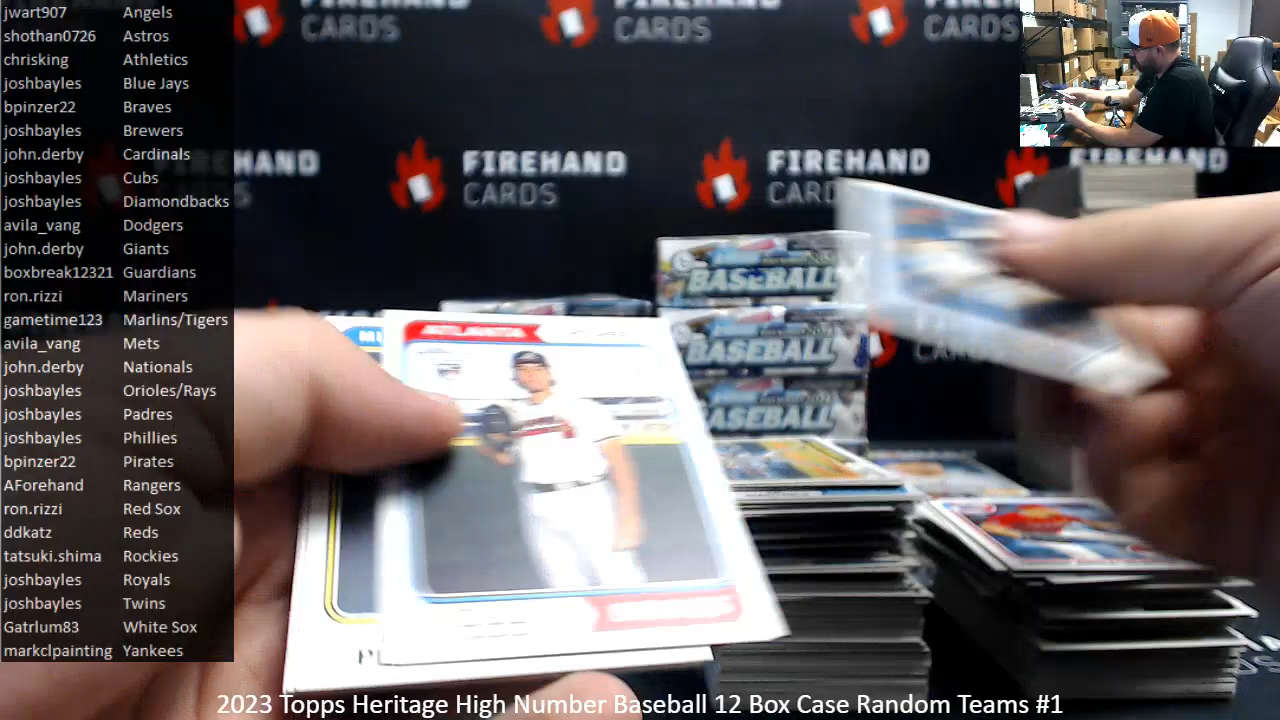 jwart907 Angels
shothan0726 Astros
chrisking Athletics
joshbayles Blue Jays
bpinzer22 Braves
joshbayles Brewers
john.derby Cardinals
joshbayles Cubs
joshbayles Diamondbacks
avila_vang Dodgers
john.derby Giants
boxbreak12321 Guardians
ron.rizzi Mariners
gametime123 Marlins/Tigers
avila_vang Mets
john.derby Nationals
joshbayles Orioles/Rays
joshbayles Padres
joshbayles Phillies
bpinzer22 Pirates
AForehand Rangers
ron.rizzi Red Sox
ddkatz Reds
tatsuki.shima Rockies
joshbayles Royals
joshbayles Twins
Gatrlum83 White Sox
markclpainting Yankees
CARDS
CARDS
CARDS
FIREHAND
CARDS
FIREHAND
FIREHAND
BASEBALL
BASEBALL
BASEBALL
ATLANTA
2023 Topps Heritage High Number Baseball 12 Box Case Random Teams #1